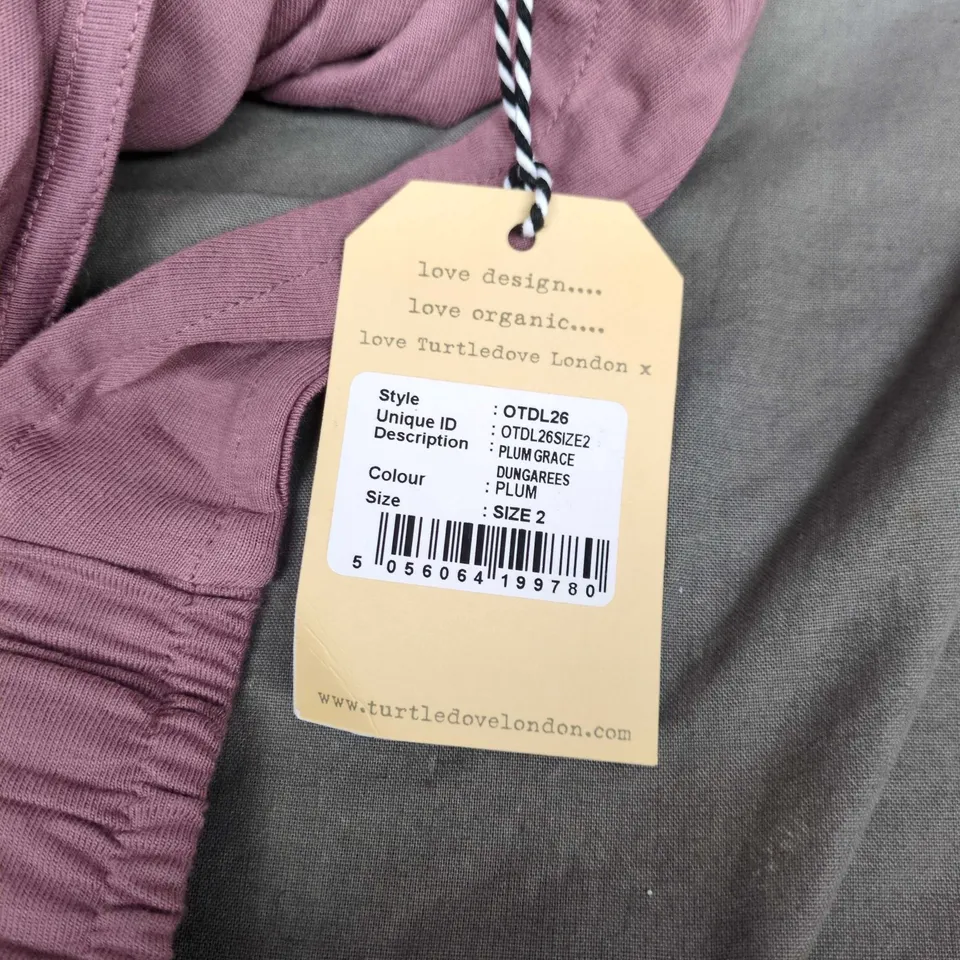 love design....
love organic....
love Turtledove London x
Style : OTDL26
Unique ID : OTDL26SIZE2
Description : PLUM GRACE
DUNGAREES
Colour : PLUM
Size : SIZE 2
5 056064 199780
www.turtledovelondon.com